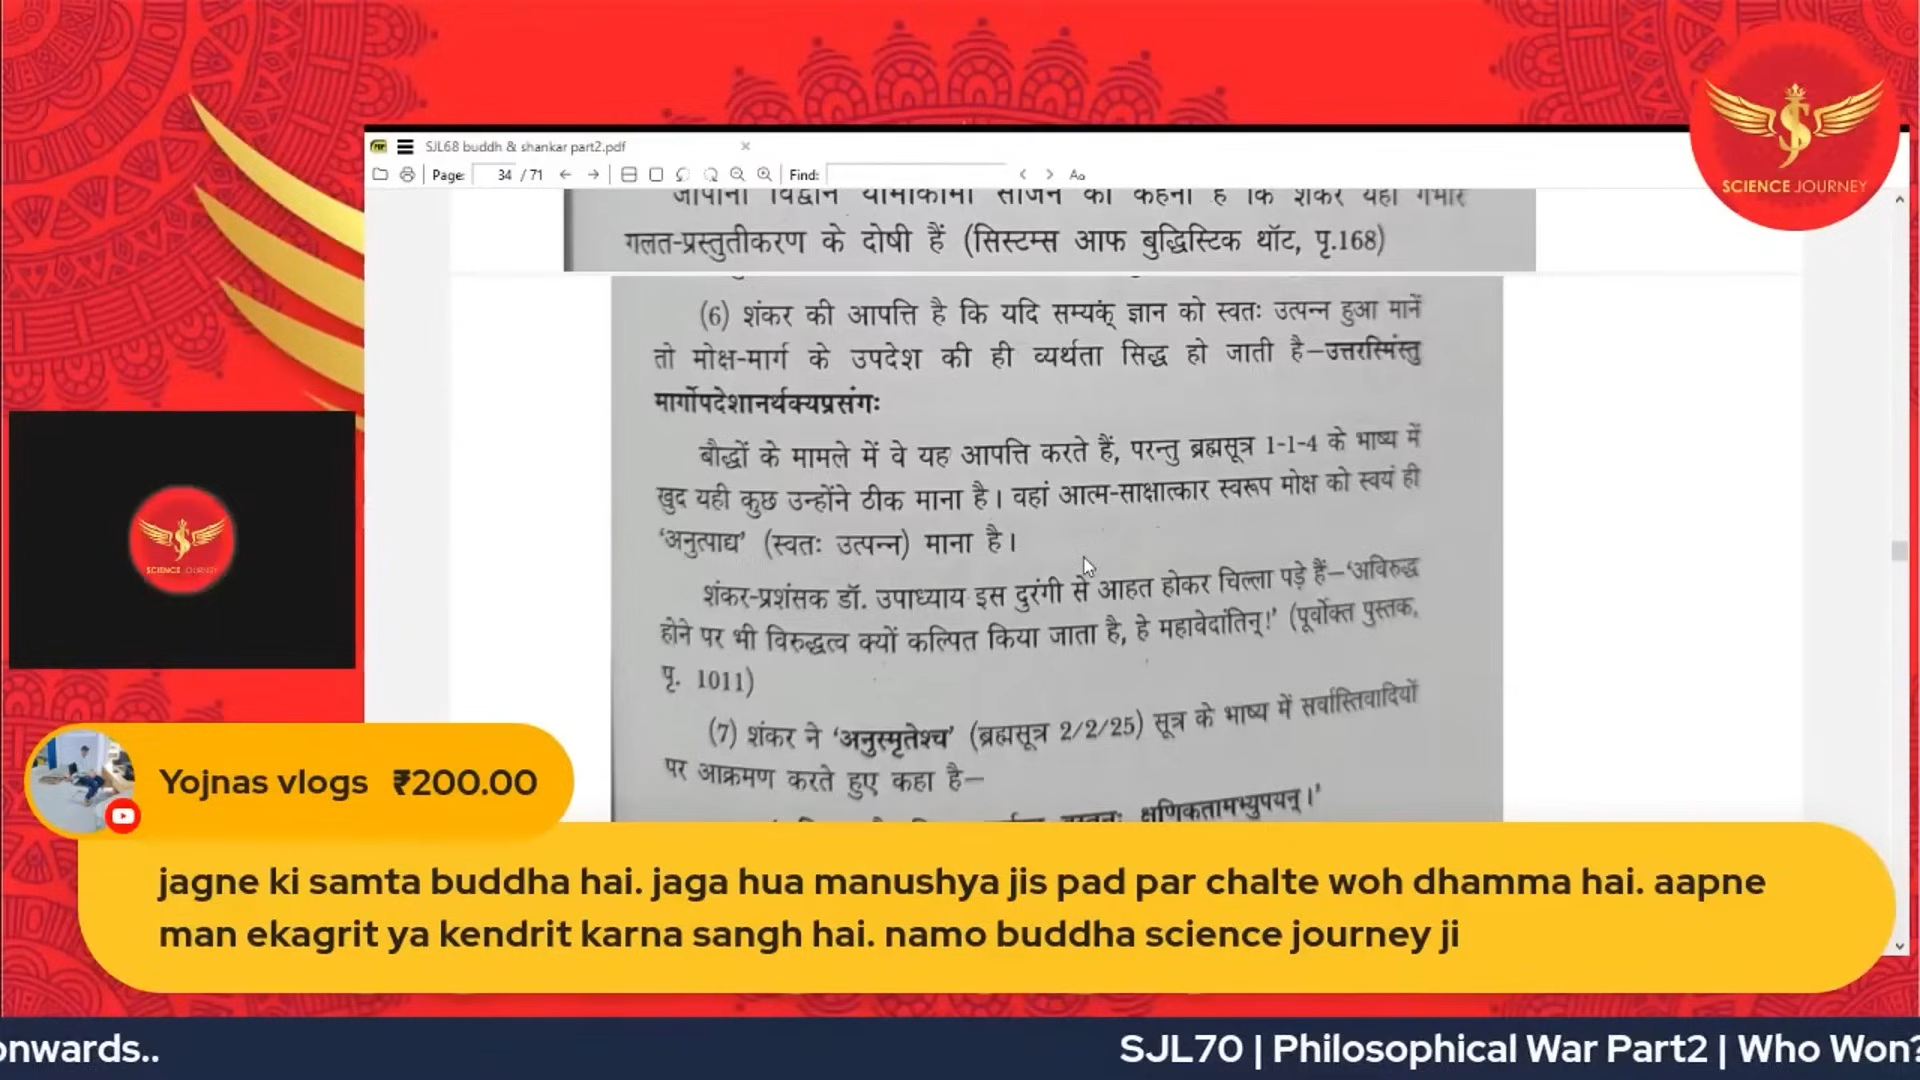 SCIENCE JOURNEY
SJL68 buddh & shankar part2.pdf
Page: 34 / 71 Find:
जापानी विद्वान यामाकामी सोजन का कहना है कि शंकर यहां गंभीर
गलत-प्रस्तुतीकरण के दोषी हैं (सिस्टम्स आफ बुद्धिस्टिक थॉट, पृ.168)
(6) शंकर की आपत्ति है कि यदि सम्यक् ज्ञान को स्वतः उत्पन्न हुआ मानें
तो मोक्ष-मार्ग के उपदेश की ही व्यर्थता सिद्ध हो जाती है–उत्तरस्मिंस्तु
मार्गोपदेशानर्थक्यप्रसंगः
बौद्धों के मामले में वे यह आपत्ति करते हैं, परन्तु ब्रह्मसूत्र 1-1-4 के भाष्य में
खुद यही कुछ उन्होंने ठीक माना है। वहां आत्म-साक्षात्कार स्वरूप मोक्ष को स्वयं ही
‘अनुत्पाद्य’ (स्वतः उत्पन्न) माना है।
शंकर-प्रशंसक डॉ. उपाध्याय इस दुरंगी से आहत होकर चिल्ला पड़े हैं–‘अविरुद्ध
होने पर भी विरुद्धत्व क्यों कल्पित किया जाता है, हे महावेदांतिन्!’ (पूर्वोक्त पुस्तक,
पृ. 1011)
(7) शंकर ने ‘अनुस्मृतेश्च’ (ब्रह्मसूत्र 2/2/25) सूत्र के भाष्य में सर्वास्तिवादियों
पर आक्रमण करते हुए कहा है–
क्षणिकतामभ्युपयन्।’
SCIENCE JOURNEY
Yojnas vlogs ₹200.00
jagne ki samta buddha hai. jaga hua manushya jis pad par chalte woh dhamma hai. aapne
man ekagrit ya kendrit karna sangh hai. namo buddha science journey ji
onwards.. SJL70 | Philosophical War Part2 | Who Won?